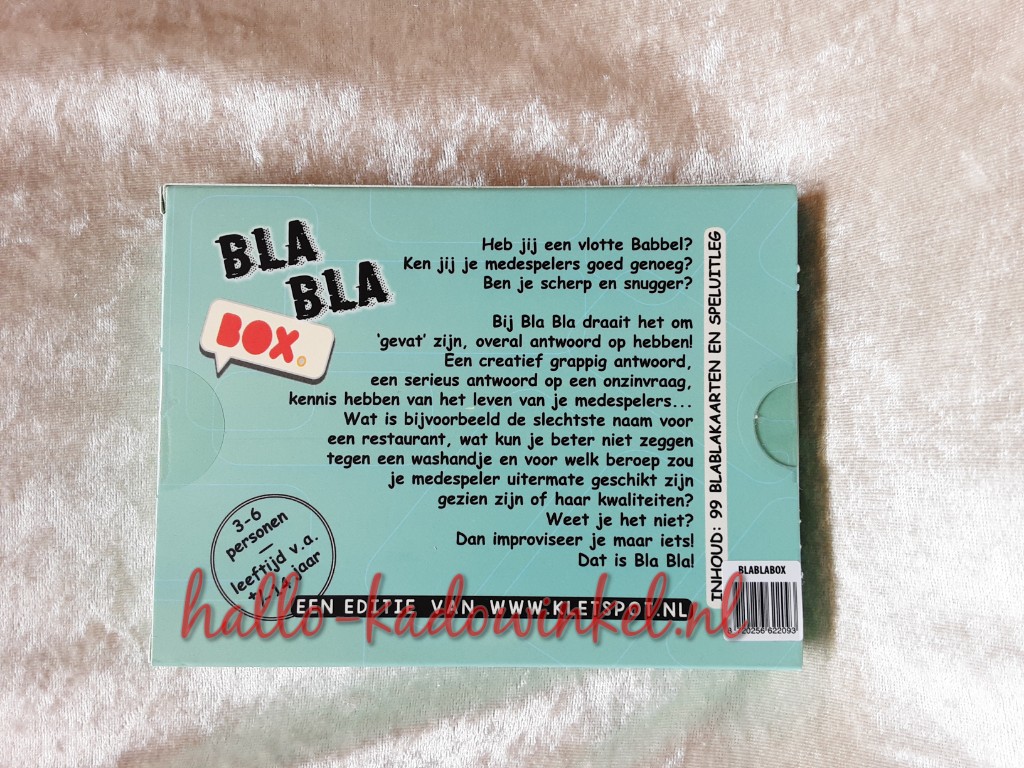 BLA
BLA
BOX.
Heb jij een vlotte Babbel?
Ken jij je medespelers goed genoeg?
Ben je scherp en snugger?
Bij Bla Bla draait het om
'gevat' zijn, overal antwoord op hebben!
Een creatief grappig antwoord,
een serieus antwoord op een onzinvraag,
kennis hebben van het leven van je medespelers...
Wat is bijvoorbeeld de slechtste naam voor
een restaurant, wat kun je beter niet zeggen
tegen een washandje en voor welk beroep zou
je medespeler uitermate geschikt zijn
gezien zijn of haar kwaliteiten?
Weet je het niet?
Dan improviseer je maar iets!
Dat is Bla Bla!
INHOUD: 99 BLABLAKAARTEN EN SPELUITLEG
3-6
personen
—
leeftijd v.a.
14 jaar
EEN EDITIE VAN WWW.KLETSPOT.NL
hallo-kadowinkel.nl
BLABLABOX
20256 622093